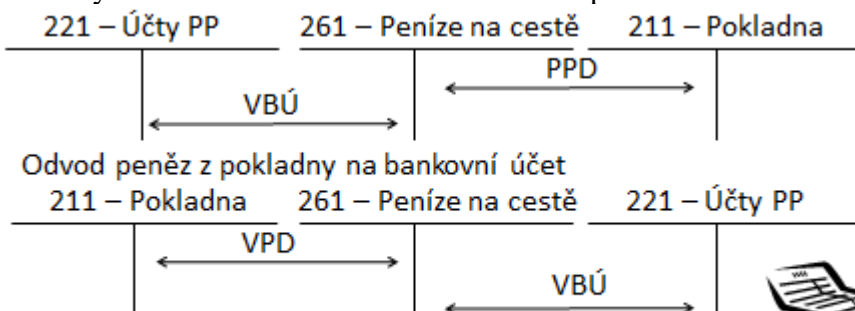 221 – Účty PP 261 – Peníze na cestě 211 – Pokladna
PPD
VBÚ
Odvod peněz z pokladny na bankovní účet
211 – Pokladna 261 – Peníze na cestě 221 – Účty PP
VPD
VBÚ